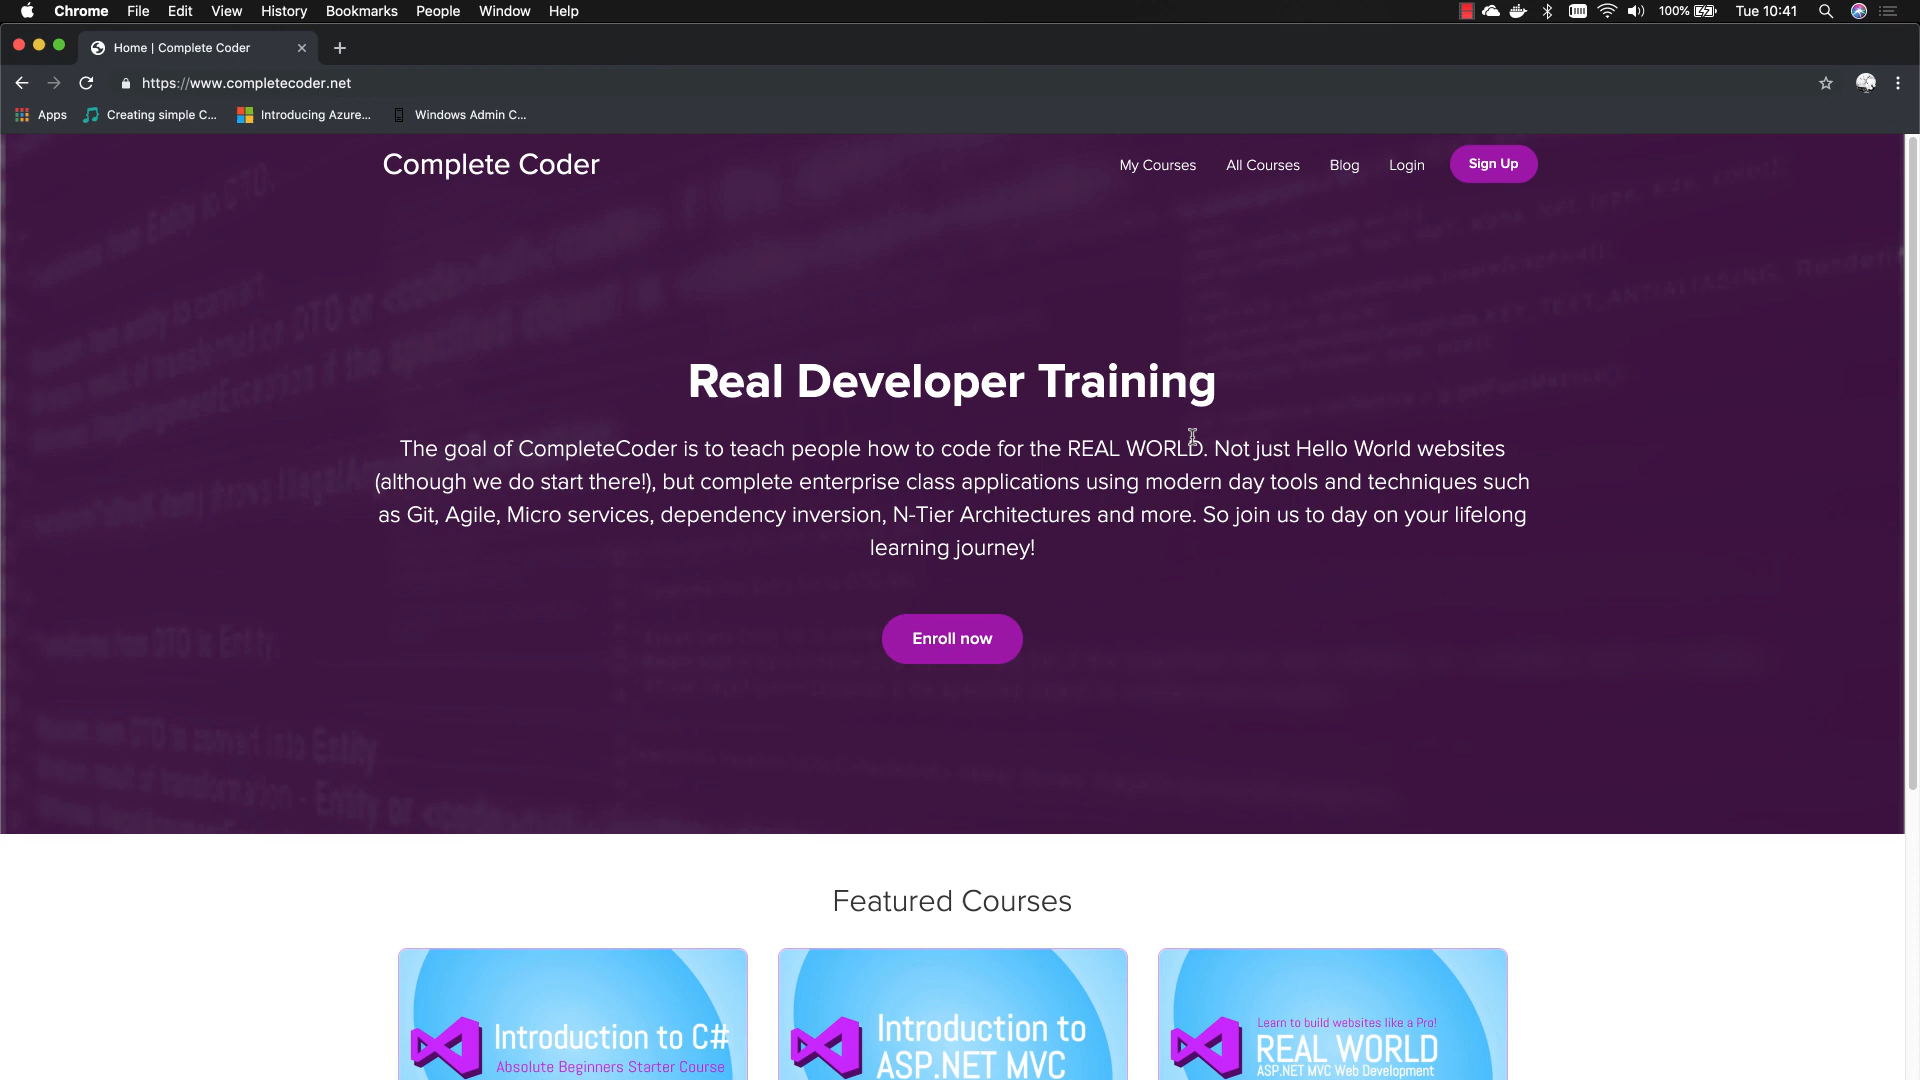 Chrome File Edit View History Bookmarks People Window Help 100% Tue 10:41
Home | Complete Coder
https://www.completecoder.net
Apps Creating simple C... Introducing Azure... Windows Admin C...
Complete Coder My Courses All Courses Blog Login Sign Up
Real Developer Training
The goal of CompleteCoder is to teach people how to code for the REAL WORLD. Not just Hello World websites
(although we do start there!), but complete enterprise class applications using modern day tools and techniques such
as Git, Agile, Micro services, dependency inversion, N-Tier Architectures and more. So join us to day on your lifelong
learning journey!
Enroll now
Featured Courses
Introduction to C#
Absolute Beginners Starter Course
Introduction to
ASP.NET MVC
Learn to build websites like a Pro!
REAL WORLD
ASP.NET MVC Web Development